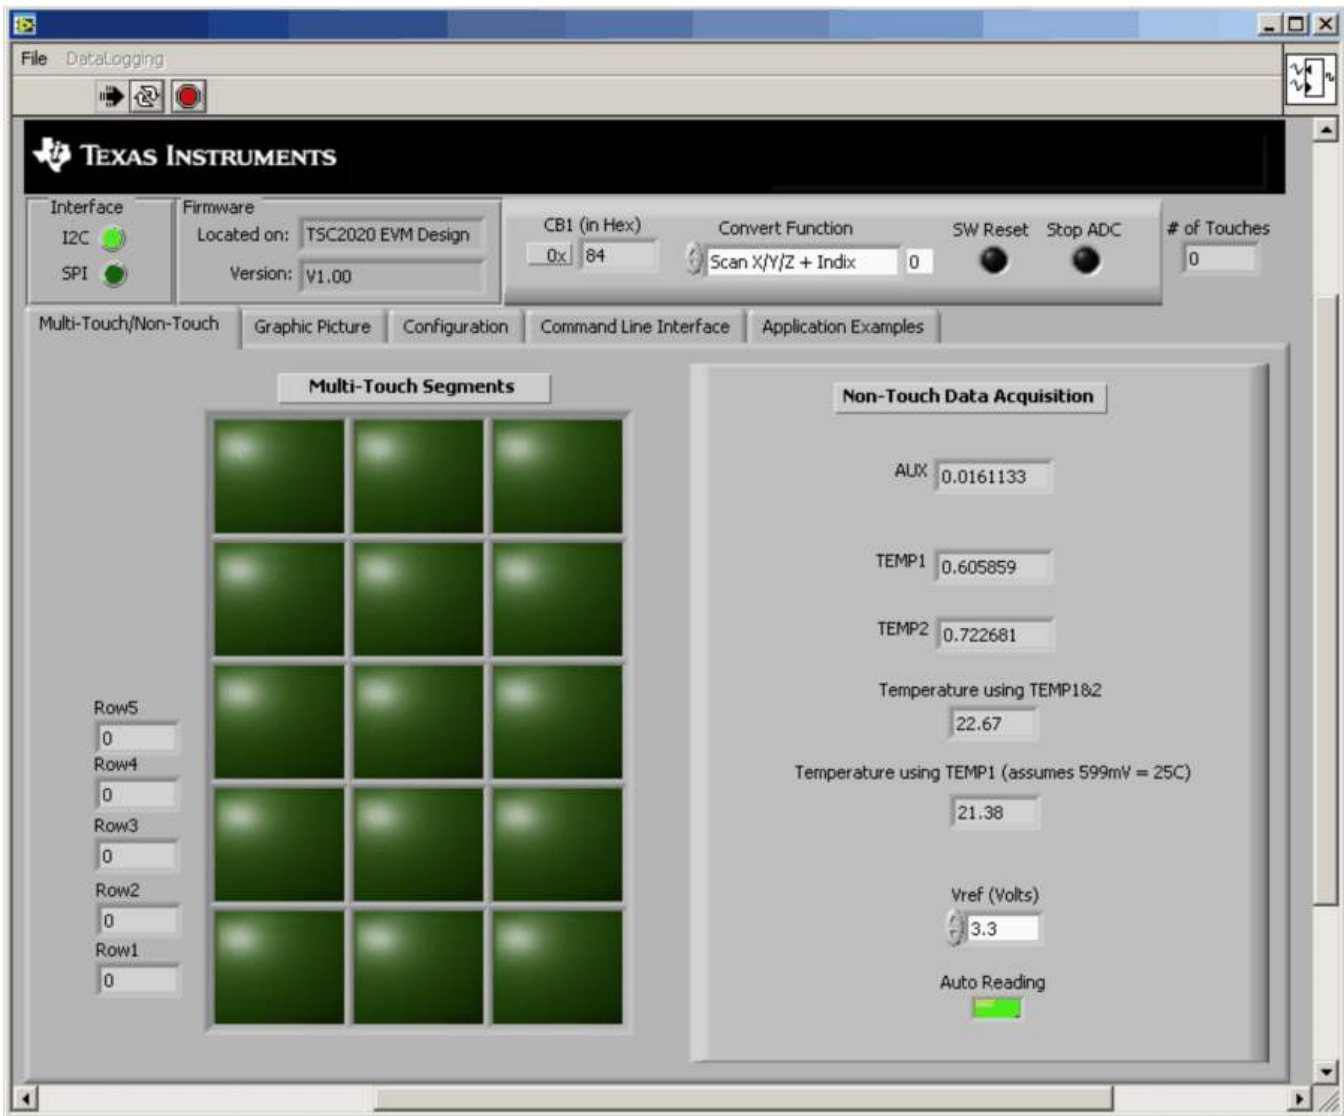 File DataLogging
TEXAS INSTRUMENTS
Interface
I2C
SPI
Firmware
Located on: TSC2020 EVM Design
Version: V1.00
CB1 (in Hex)
0x 84
Convert Function
Scan X/Y/Z + Indix 0
SW Reset Stop ADC
# of Touches
0
Multi-Touch/Non-Touch Graphic Picture Configuration Command Line Interface Application Examples
Multi-Touch Segments
Row5
0
Row4
0
Row3
0
Row2
0
Row1
0
Non-Touch Data Acquisition
AUX 0.0161133
TEMP1 0.605859
TEMP2 0.722681
Temperature using TEMP1&2
22.67
Temperature using TEMP1 (assumes 599mV = 25C)
21.38
Vref (Volts)
3.3
Auto Reading